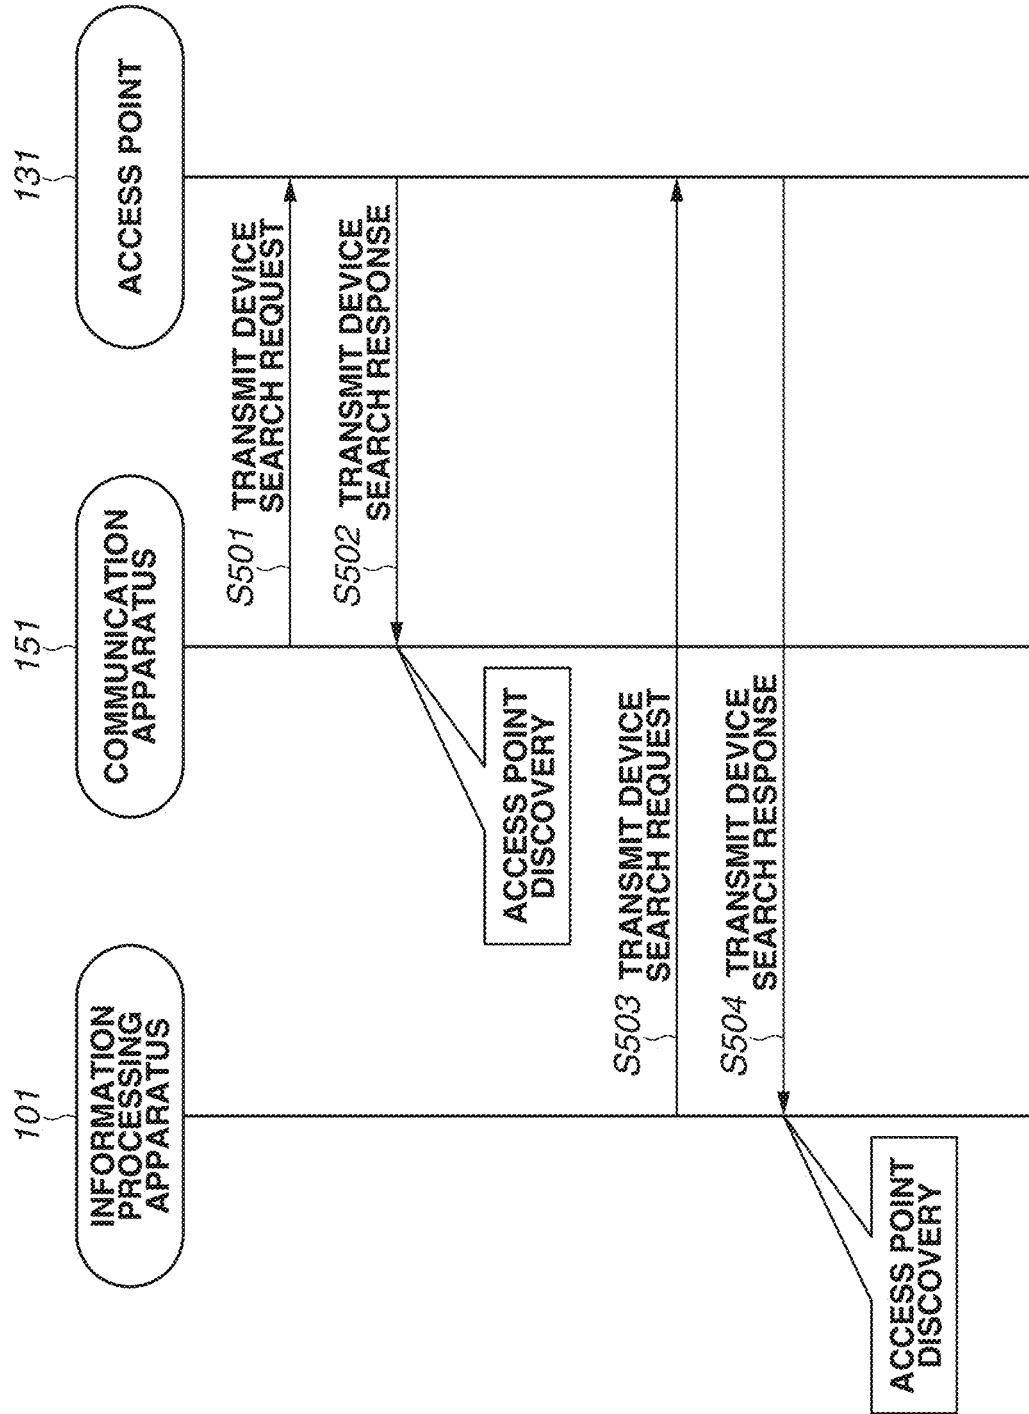 101
INFORMATION
PROCESSING
APPARATUS
151
COMMUNICATION
APPARATUS
131
ACCESS POINT
S501 TRANSMIT DEVICE
SEARCH REQUEST
S502 TRANSMIT DEVICE
SEARCH RESPONSE
ACCESS POINT
DISCOVERY
S503 TRANSMIT DEVICE
SEARCH REQUEST
S504 TRANSMIT DEVICE
SEARCH RESPONSE
ACCESS POINT
DISCOVERY